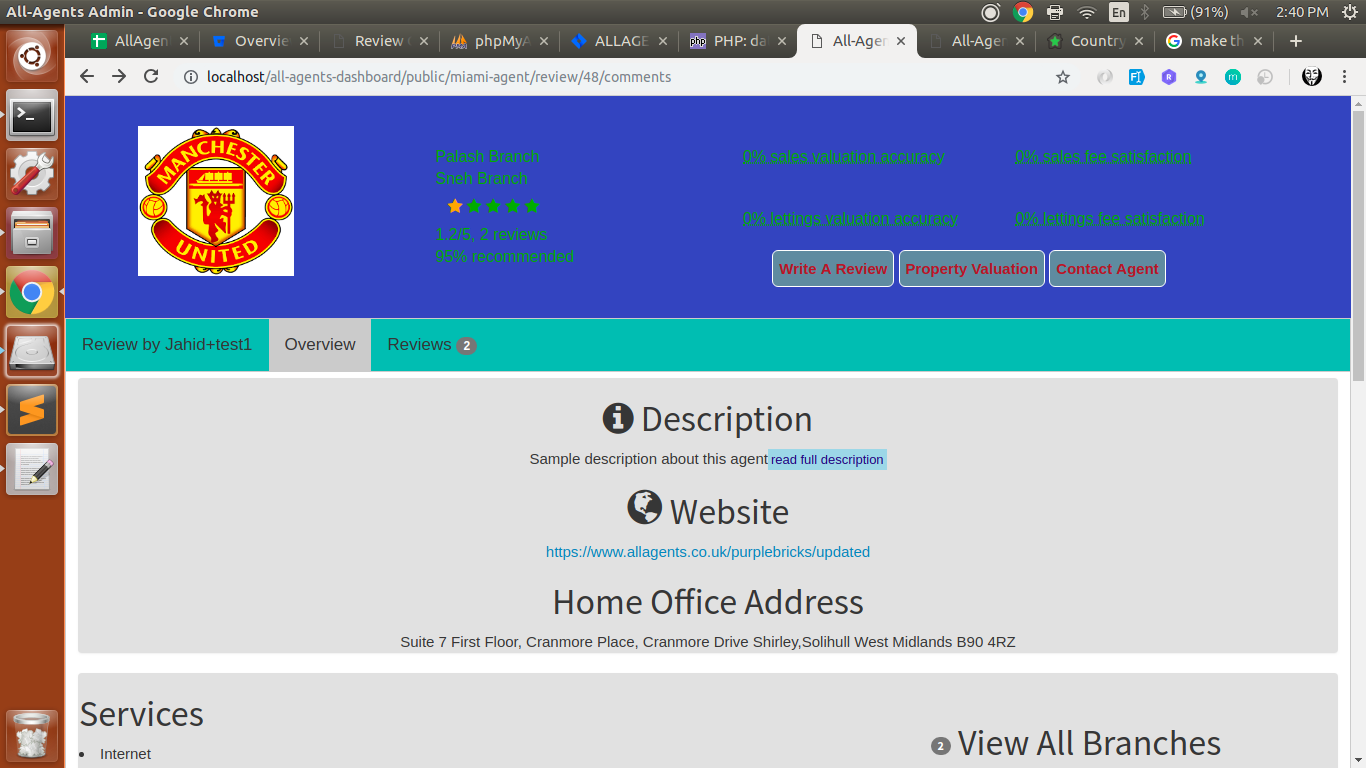 All-Agents Admin - Google Chrome
En
(91%)
2:40 PM
AllAgen
Overvie
Review
phpMyA
ALLAGE
php
PHP: da
All-Ager
All-Ager
Country
make th
localhost/all-agents-dashboard/public/miami-agent/review/48/comments
MANCHESTER
UNITED
Palash Branch
Sneh Branch
1.2/5, 2 reviews
95% recommended
0% sales valuation accuracy
0% sales fee satisfaction
0% lettings valuation accuracy
0% lettings fee satisfaction
Write A Review
Property Valuation
Contact Agent
Review by Jahid+test1
Overview
Reviews 2
Description
Sample description about this agent read full description
Website
https://www.allagents.co.uk/purplebricks/updated
Home Office Address
Suite 7 First Floor, Cranmore Place, Cranmore Drive Shirley,Solihull West Midlands B90 4RZ
Services
Internet
2 View All Branches